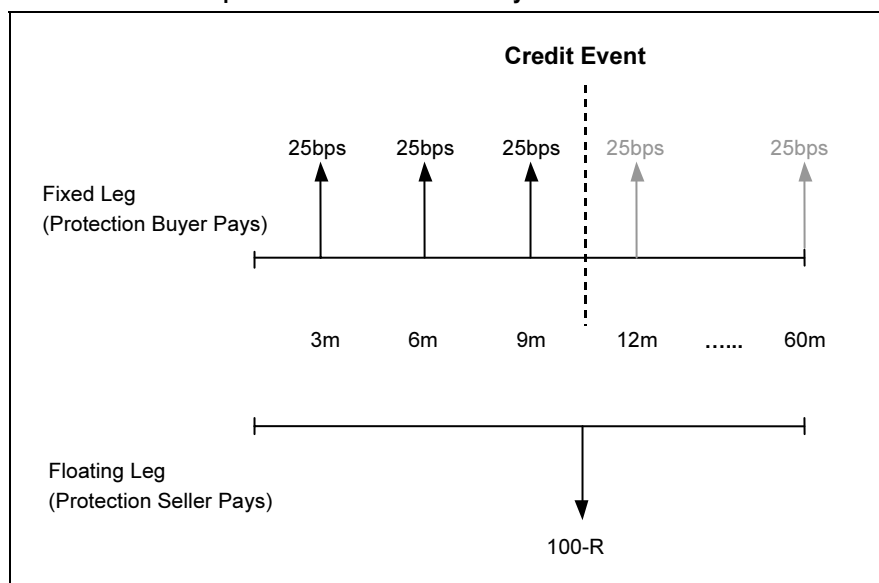 Credit Event
25bps 25bps 25bps 25bps 25bps
Fixed Leg
(Protection Buyer Pays)
3m 6m 9m 12m …... 60m
Floating Leg
(Protection Seller Pays)
100-R